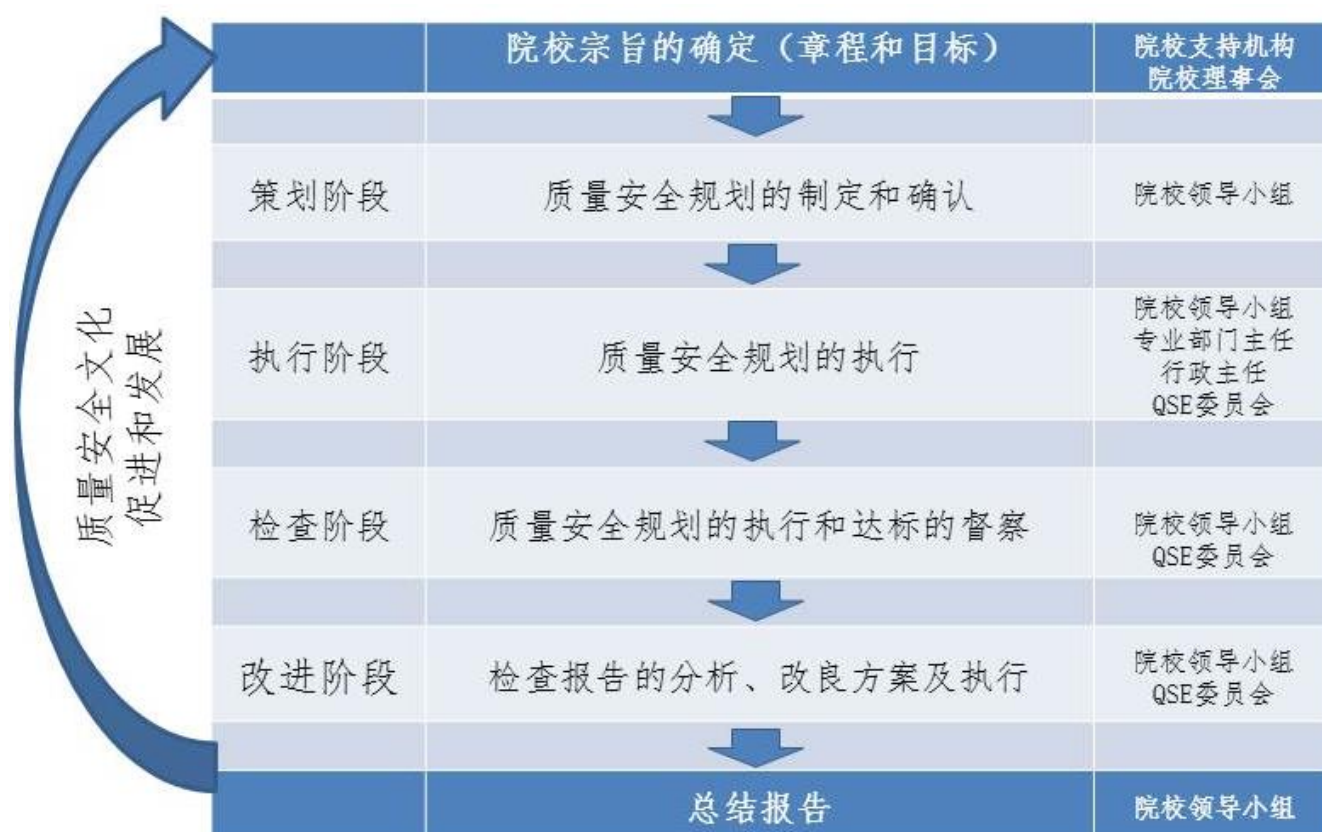 院校宗旨的确定（章程和目标）
院校支持机构
院校理事会
策划阶段
质量安全规划的制定和确认
院校领导小组
执行阶段
质量安全规划的执行
院校领导小组
专业部门主任
行政主任
QSE委员会
检查阶段
质量安全规划的执行和达标的督察
院校领导小组
QSE委员会
改进阶段
检查报告的分析、改良方案及执行
院校领导小组
QSE委员会
总结报告
院校领导小组
质量安全文化
促进和发展